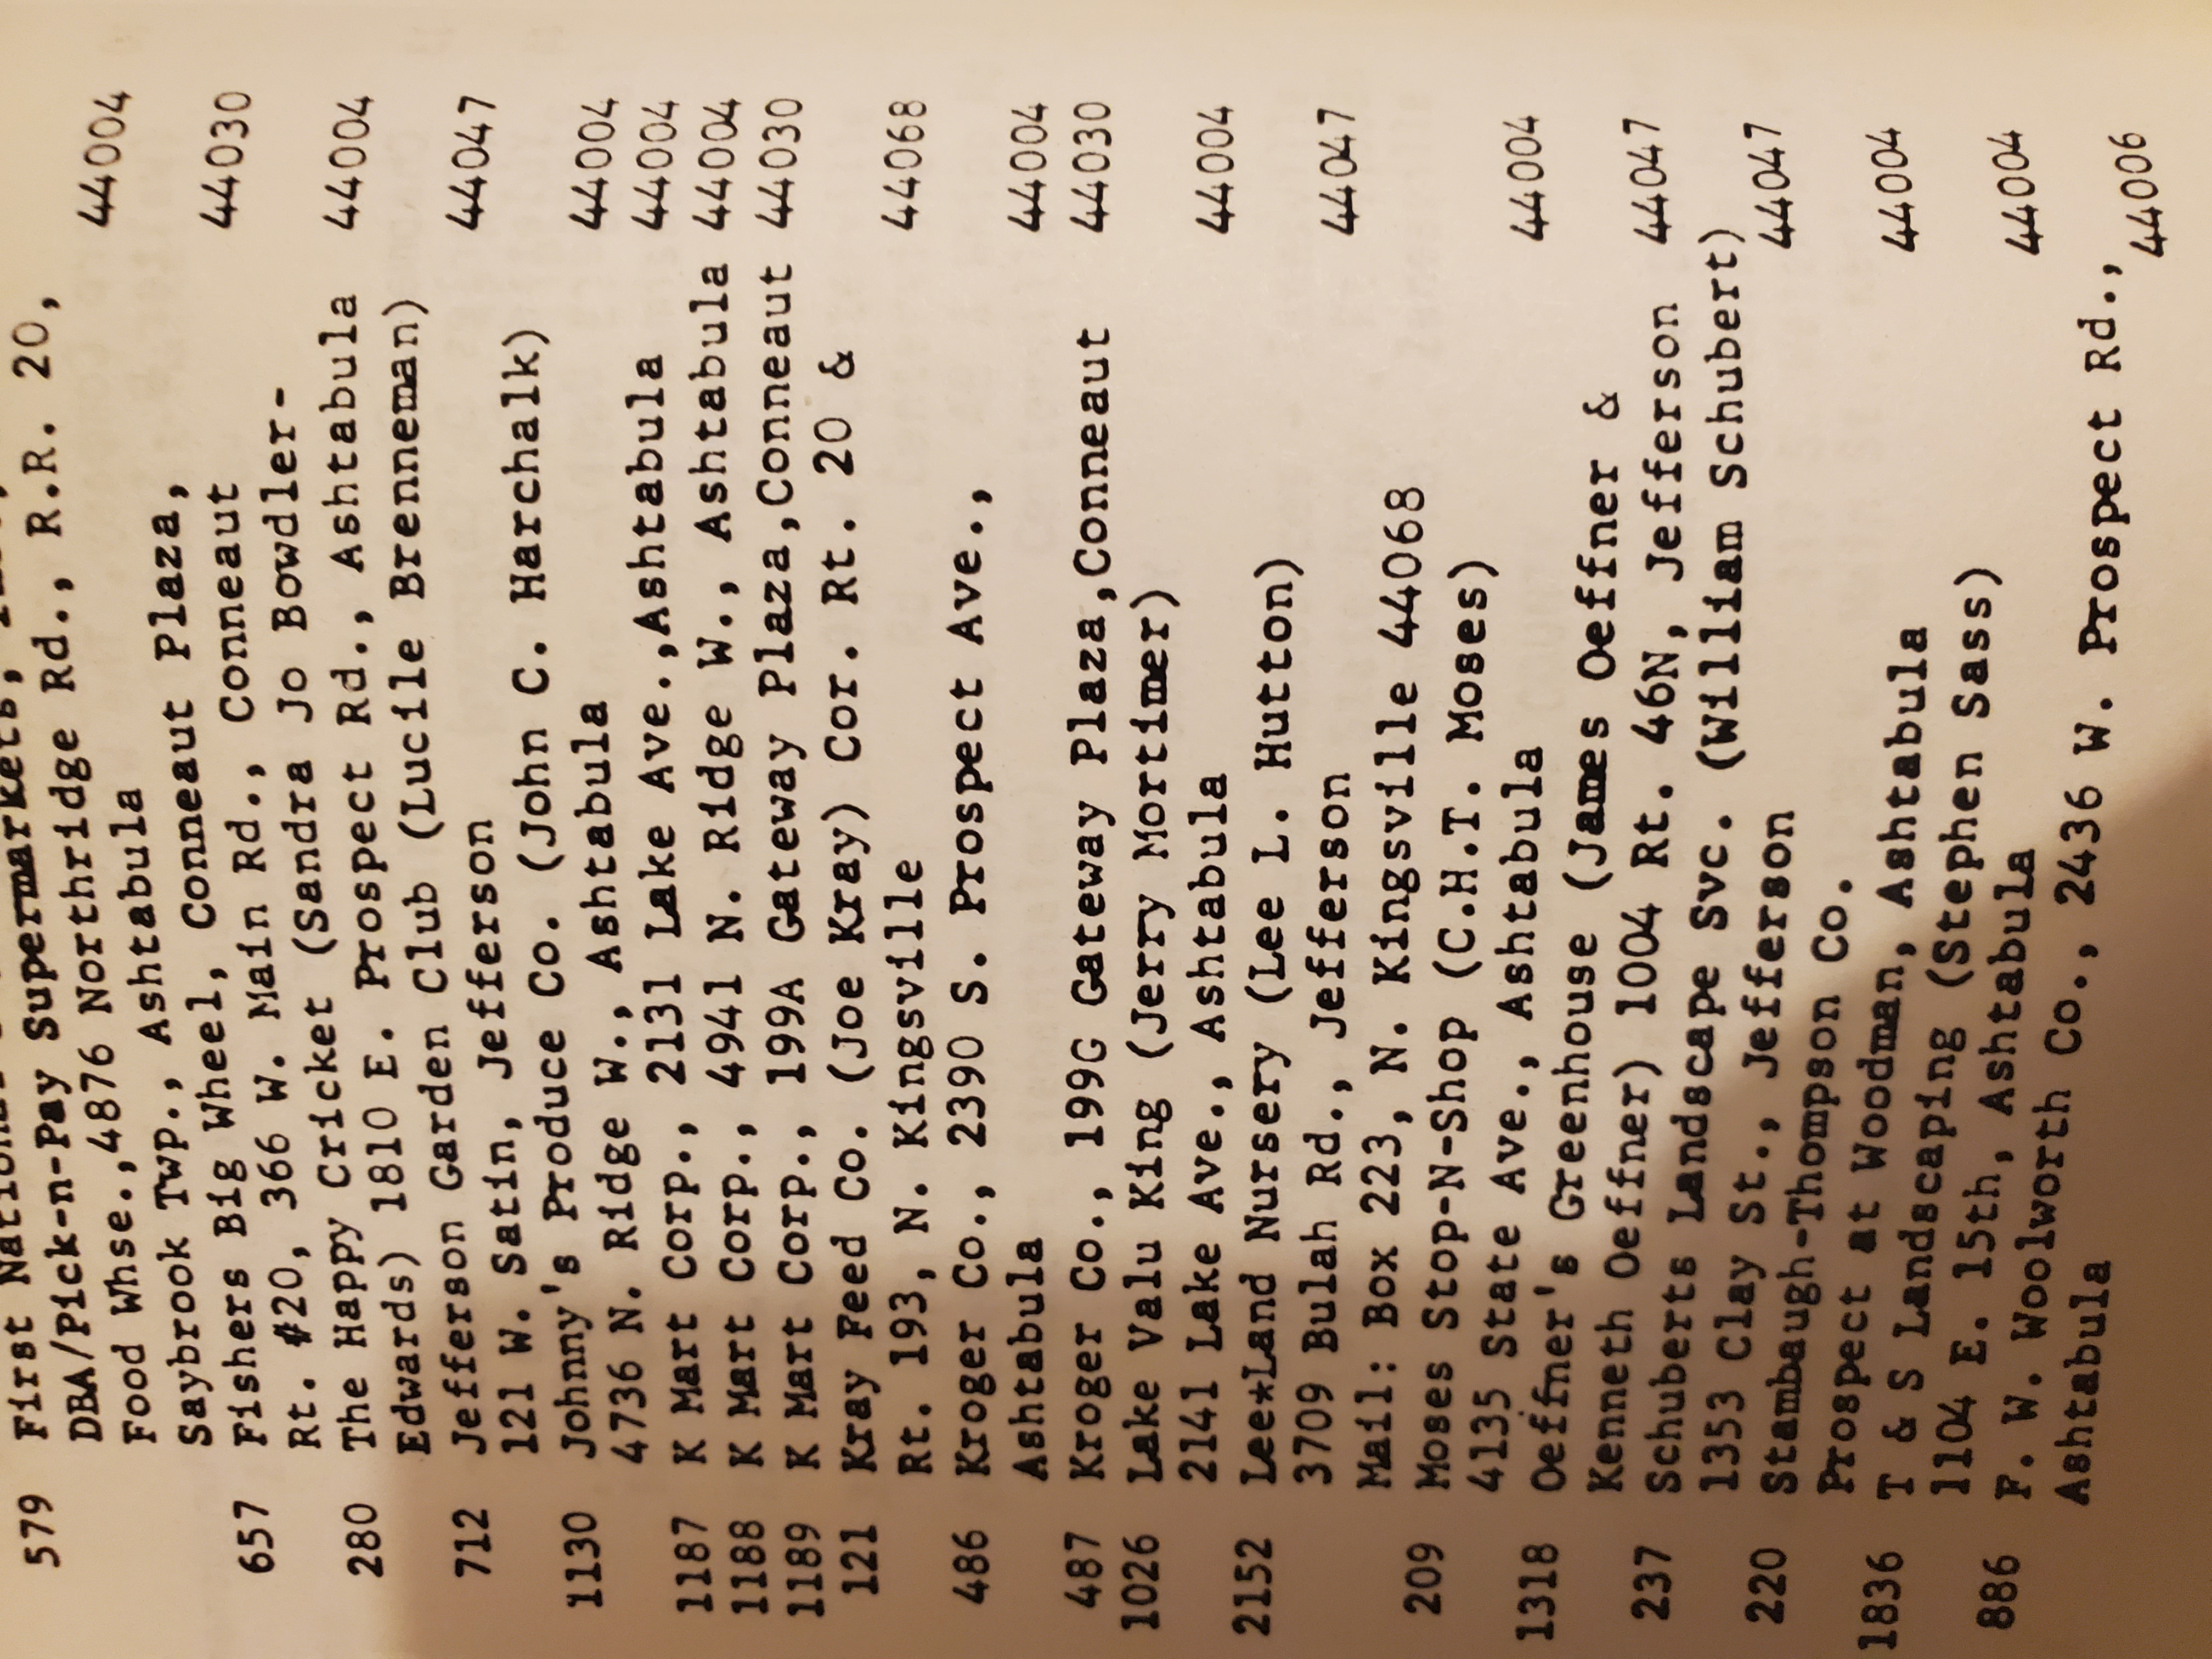 579 First National
DBA/Pick-n-Pay Supermarkets,
Food Whse.,4876 Northridge Rd., R.R. 20,
Saybrook Twp., Ashtabula 44004
657 Fishers Big Wheel, Conneaut Plaza,
Rt. #20, 366 W. Main Rd., Conneaut 44030
280 The Happy Cricket (Sandra Jo Bowdler-
Edwards) 1810 E. Prospect Rd., Ashtabula 44004
712 Jefferson Garden Club (Lucile Brenneman)
121 W. Satin, Jefferson 44047
1130 Johnny's Produce Co. (John C. Harchalk)
4736 N. Ridge W., Ashtabula 44004
1187 K Mart Corp., 2131 Lake Ave.,Ashtabula 44004
1188 K Mart Corp., 4941 N. Ridge W., Ashtabula 44004
1189 K Mart Corp., 199A Gateway Plaza,Conneaut 44030
121 Kray Feed Co. (Joe Kray) Cor. Rt. 20 &
Rt. 193, N. Kingsville 44068
486 Kroger Co., 2390 S. Prospect Ave.,
Ashtabula 44004
487 Kroger Co., 199G Gateway Plaza,Conneaut 44030
1026 Lake Valu King (Jerry Mortimer)
2141 Lake Ave., Ashtabula 44004
2152 Lee*Land Nursery (Lee L. Hutton)
3709 Bulah Rd., Jefferson 44047
Mail: Box 223, N. Kingsville 44068
209 Moses Stop-N-Shop (C.H.T. Moses)
4135 State Ave., Ashtabula 44004
1318 Oeffner's Greenhouse (James Oeffner &
Kenneth Oeffner) 1004 Rt. 46N, Jefferson 44047
237 Schuberts Landscape Svc. (William Schubert)
1353 Clay St., Jefferson 44047
220 Stambaugh-Thompson Co.
Prospect at Woodman, Ashtabula 44004
1836 T & S Landscaping (Stephen Sass)
1104 E. 15th, Ashtabula 44004
886 F. W. Woolworth Co., 2436 W. Prospect Rd.,
Ashtabula 44006